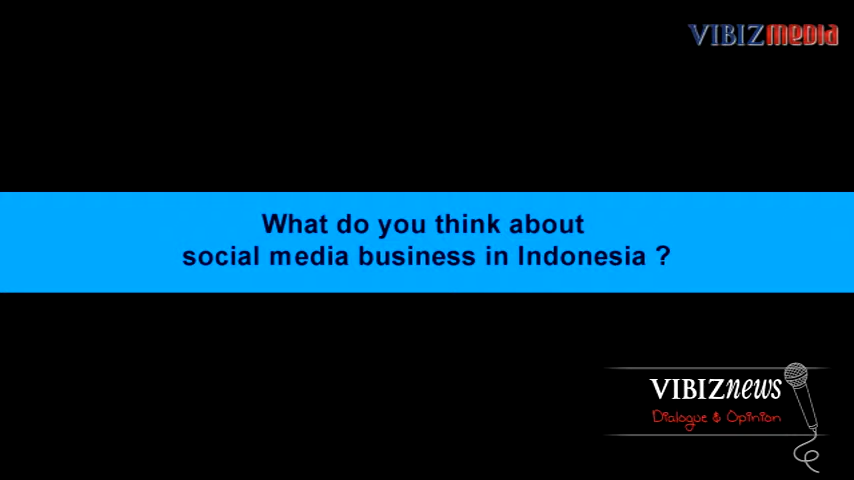 VIBIZmedia
What do you think about
social media business in Indonesia ?
VIBIZnews
Dialogue & Opinion